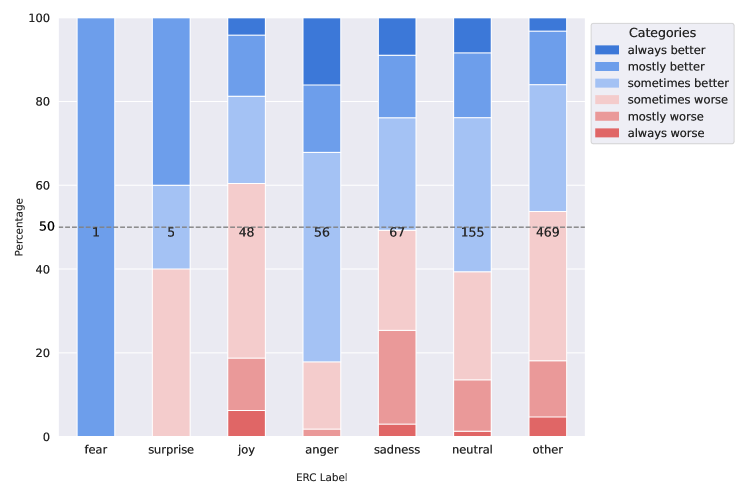 100
80
60
50
40
20
0
Percentage
1
5
48
56
67
155
469
fear
surprise
joy
anger
sadness
neutral
other
ERC Label
Categories
always better
mostly better
sometimes better
sometimes worse
mostly worse
always worse